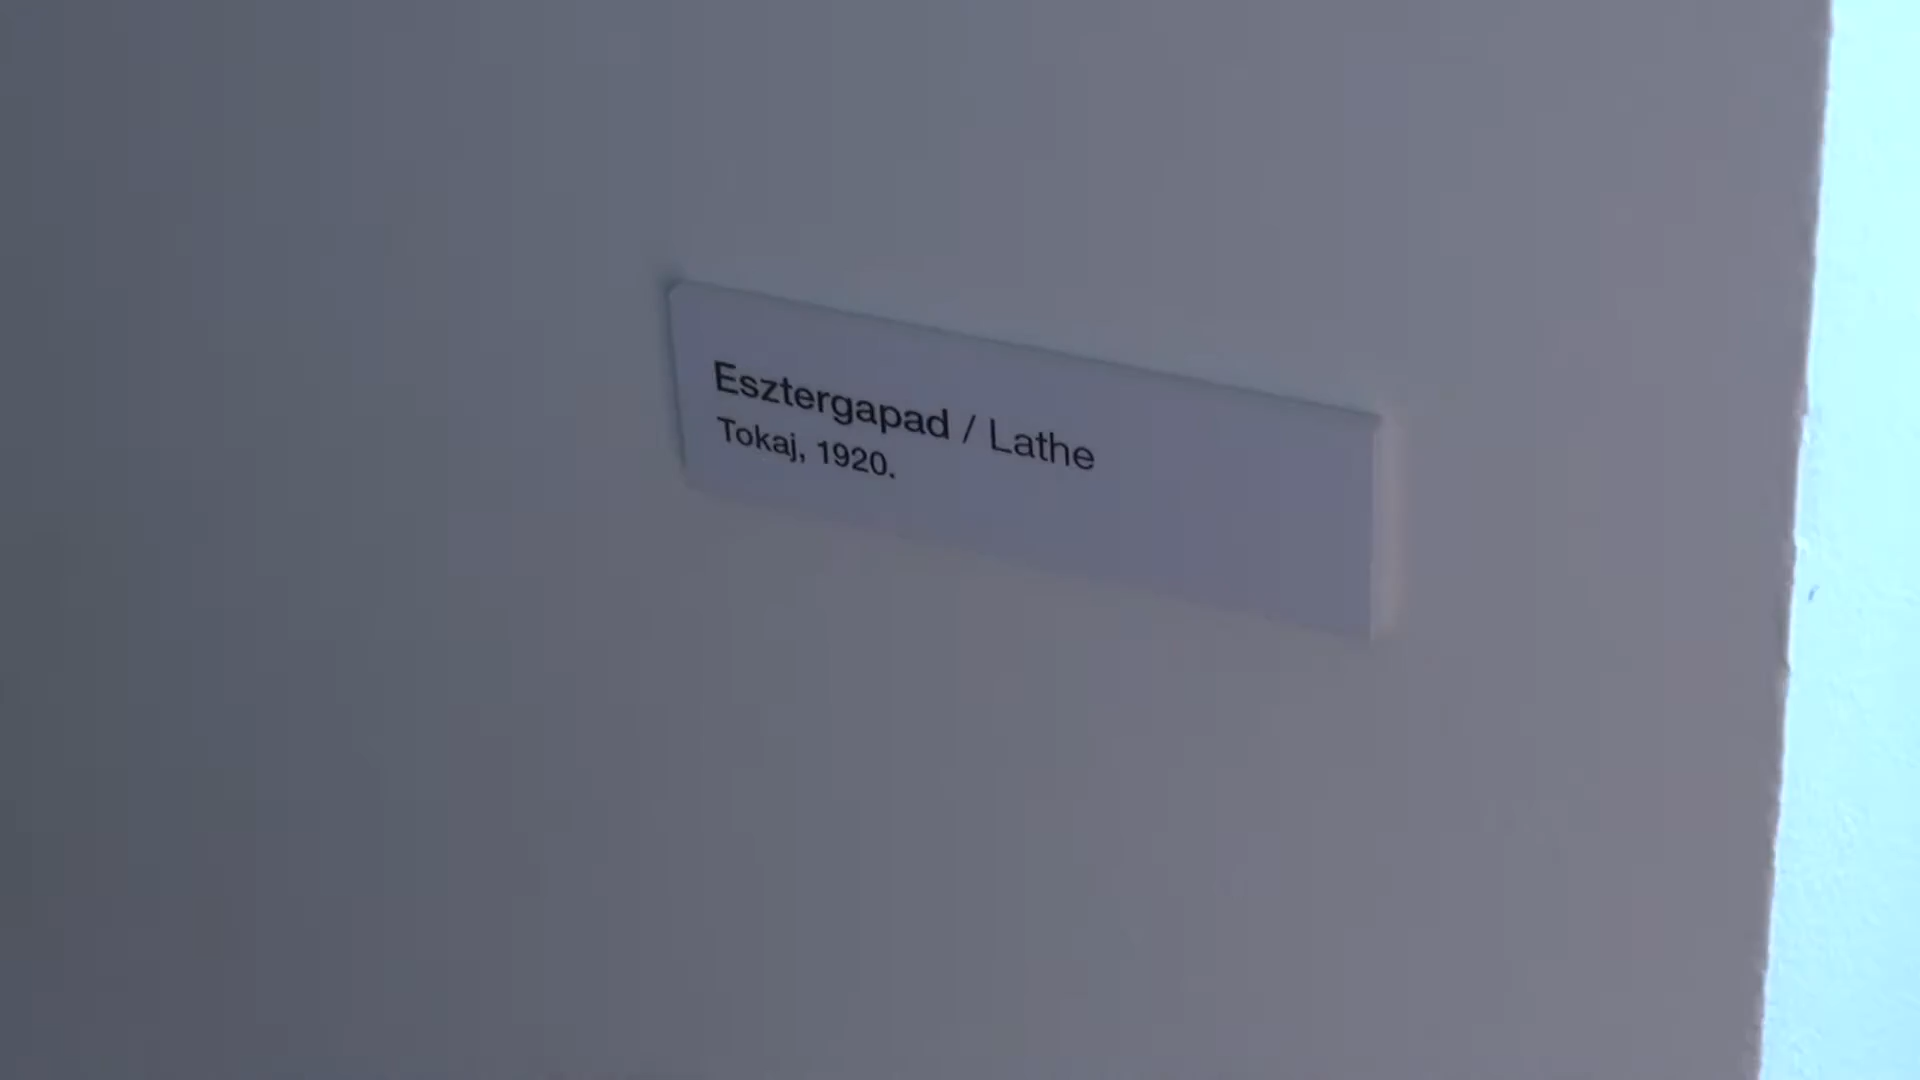 Esztergapad / Lathe
Tokaj, 1920.